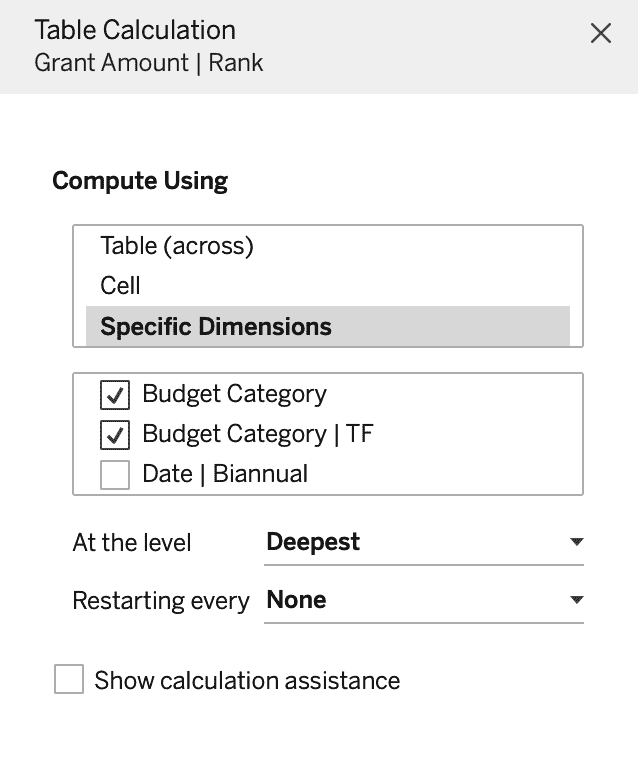 Table Calculation
Grant Amount | Rank
Compute Using
Table (across)
Cell
Specific Dimensions
Budget Category
Budget Category | TF
Date | Biannual
At the level Deepest
Restarting every None
Show calculation assistance